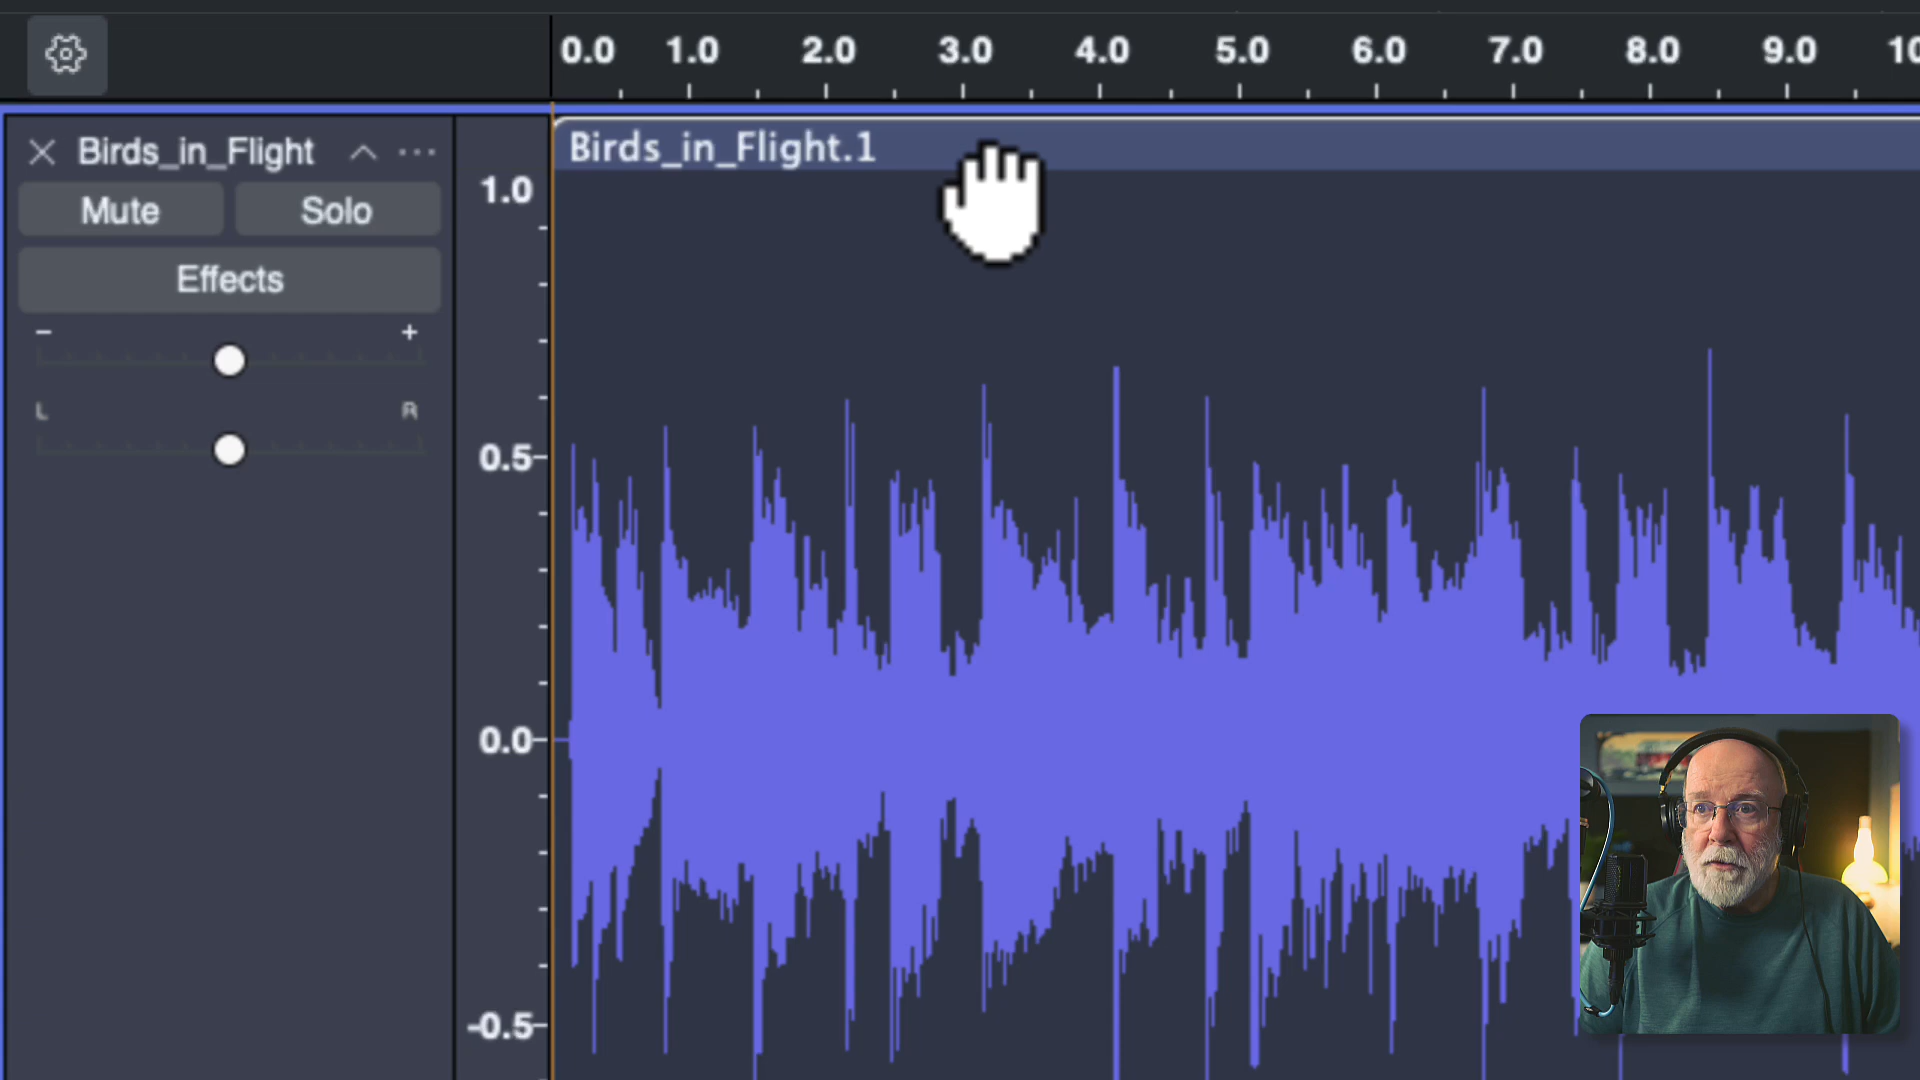 0.0 1.0 2.0 3.0 4.0 5.0 6.0 7.0 8.0 9.0 10
Birds_in_Flight
Birds_in_Flight.1
Mute Solo
Effects
- +
L R
1.0
0.5
0.0
-0.5